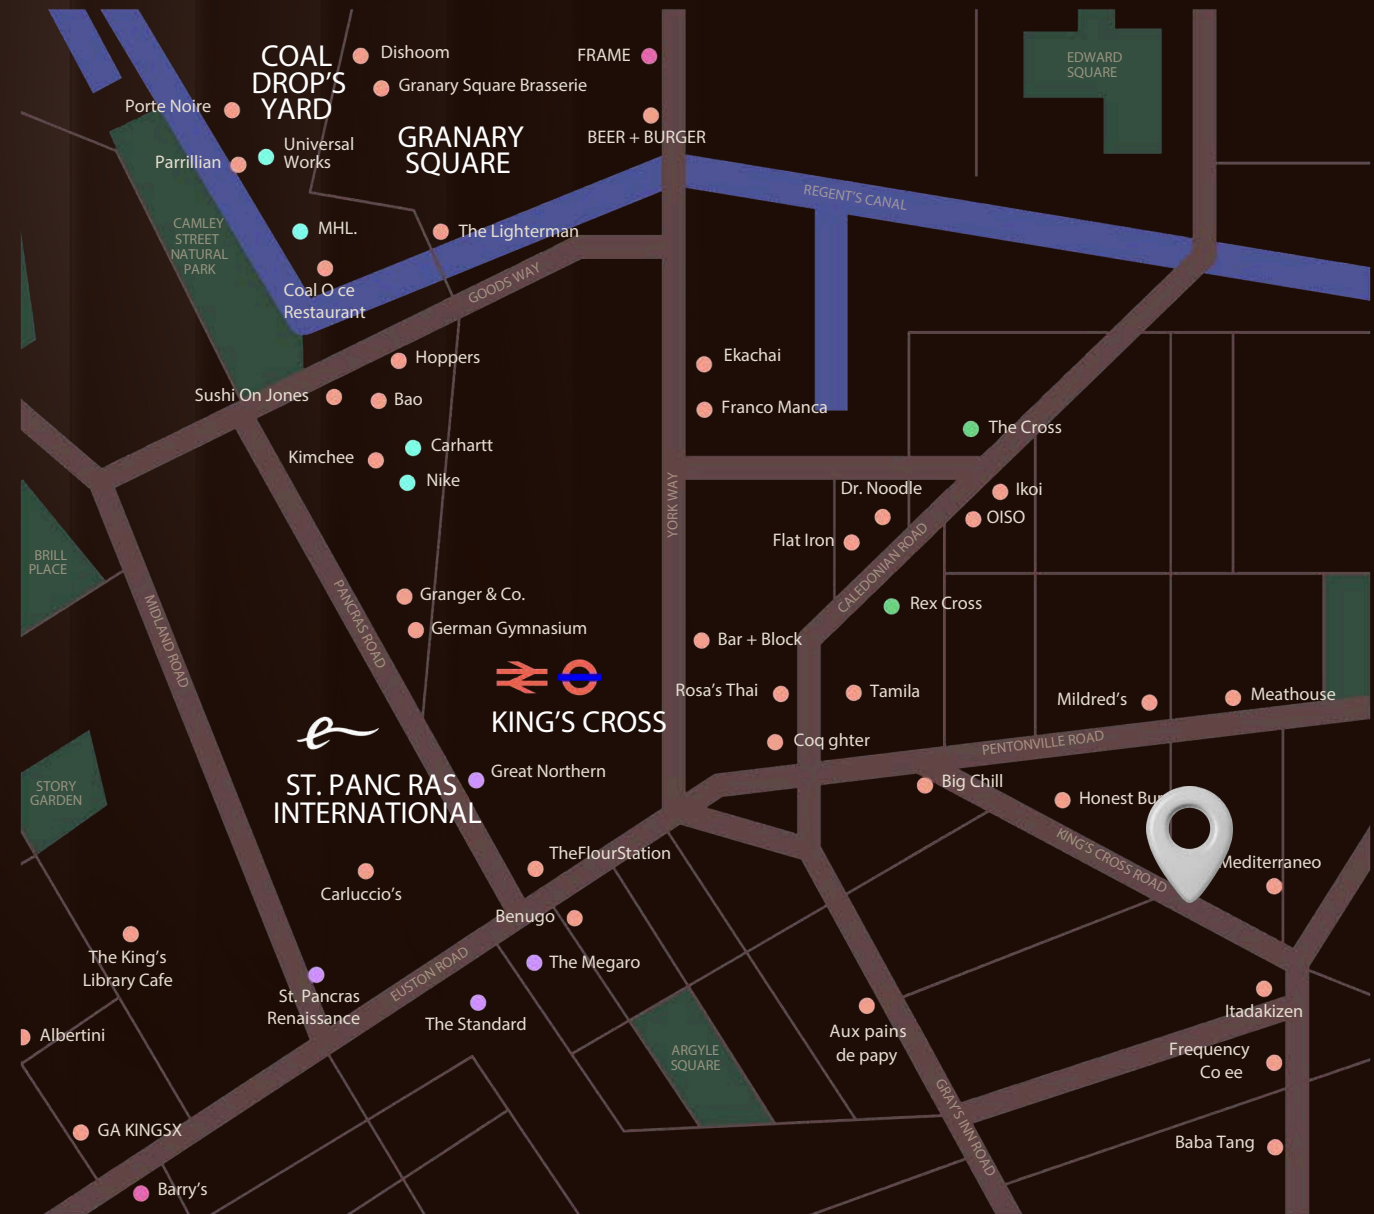 COAL
DROP'S
YARD
Dishoom
FRAME
Granary Square Brasserie
EDWARD
SQUARE
Porte Noire
GRANARY
SQUARE
BEER + BURGER
Universal
Works
Parrillian
REGENT'S CANAL
CAMLEY
STREET
NATURAL
PARK
MHL.
The Lighterman
GOODS WAY
Coal O ce
Restaurant
Hoppers
Ekachai
Sushi On Jones
Bao
Franco Manca
The Cross
Carhartt
Kimchee
Nike
YORK WAY
Dr. Noodle
Ikoi
OISO
Flat Iron
CALEDONIAN ROAD
BRILL
PLACE
MIDLAND ROAD
PANCRAS ROAD
Granger & Co.
German Gymnasium
Rex Cross
Bar + Block
Rosa's Thai
Tamila
Mildred's
Meathouse
KING'S CROSS
Coq ghter
PENTONVILLE ROAD
ST. PANC RAS
INTERNATIONAL
Great Northern
STORY
GARDEN
Big Chill
Honest Bur
KING'S CROSS ROAD
TheFlourStation
Mediterraneo
Carluccio's
Benugo
The King's
Library Cafe
EUSTON ROAD
The Megaro
St. Pancras
Renaissance
The Standard
Albertini
ARGYLE
SQUARE
Aux pains
de papy
Itadakizen
Frequency
Co ee
GRAY'S INN ROAD
GA KINGSX
Baba Tang
Barry's